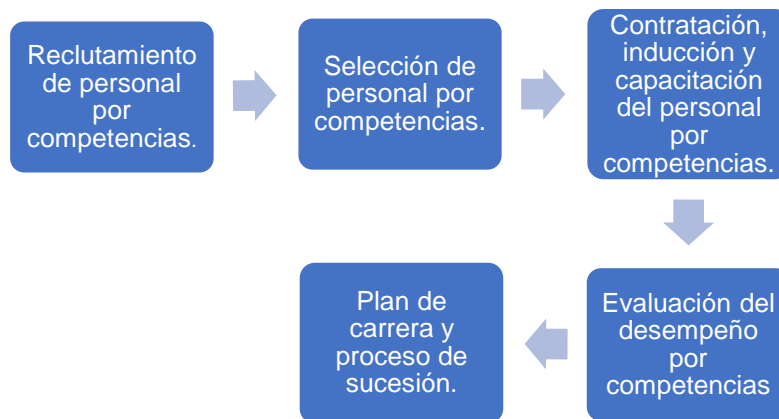 Reclutamiento
de personal
por
competencias.
Selección de
personal por
competencias.
Contratación,
inducción y
capacitación
del personal
por
competencias.
Evaluación del
desempeño
por
competencias
Plan de
carrera y
proceso de
sucesión.